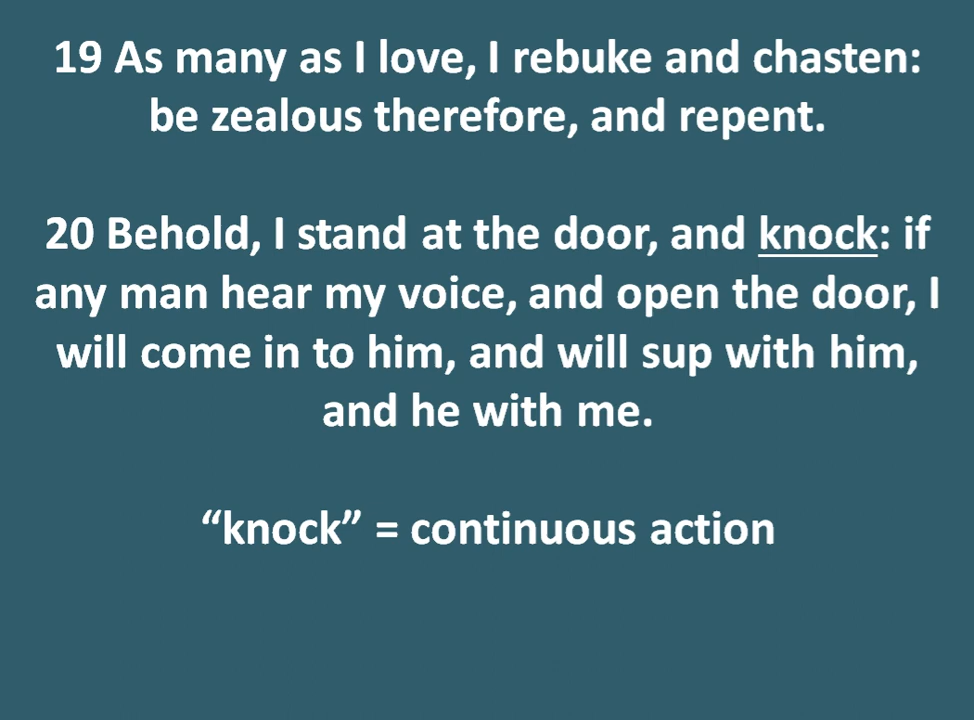 19 As many as I love, I rebuke and chasten:
be zealous therefore, and repent.
20 Behold, I stand at the door, and knock: if
any man hear my voice, and open the door, I
will come in to him, and will sup with him,
and he with me.
“knock” = continuous action